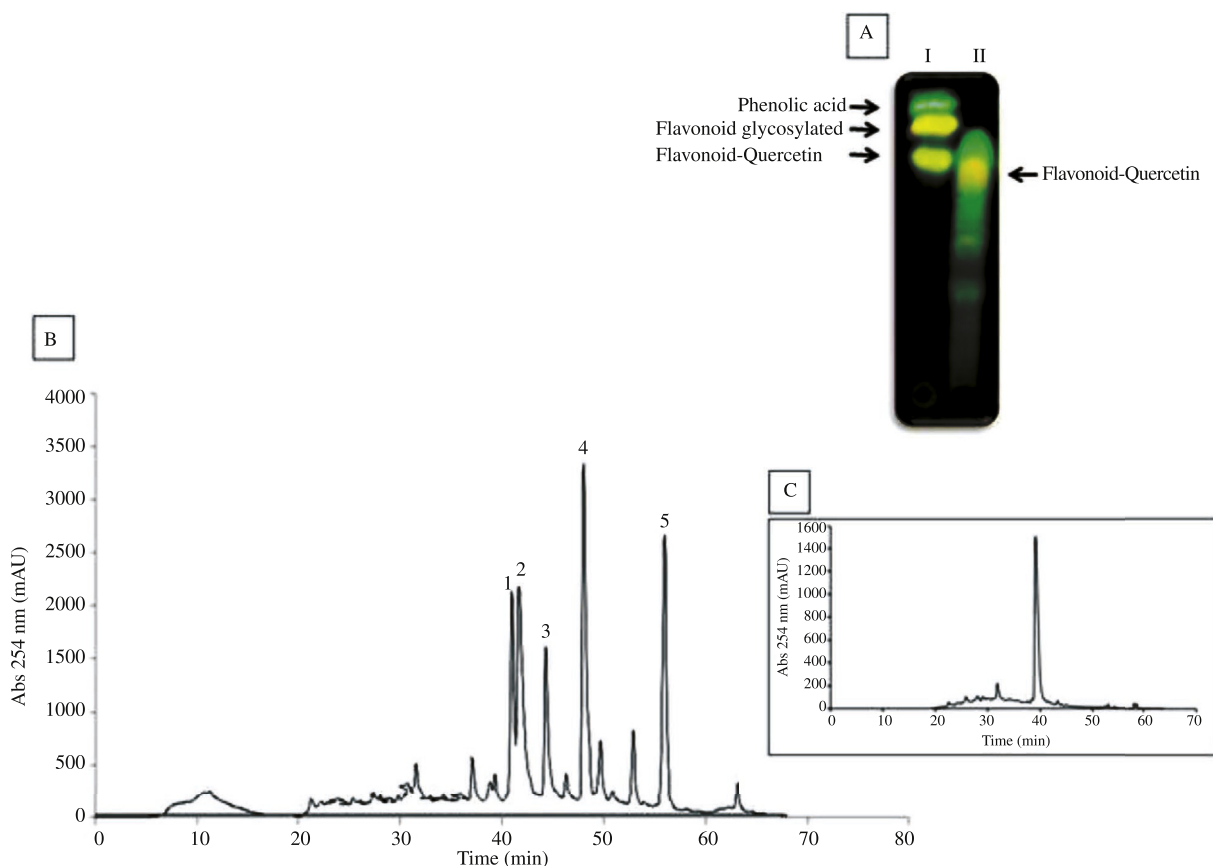 A
I II
Phenolic acid
Flavonoid glycosylated
Flavonoid-Quercetin
Flavonoid-Quercetin
B
4000
3500
3000
2500
2000
1500
1000
500
0
Abs 254 nm (mAU)
1
2
3
4
5
0 10 20 30 40 50 60 70 80
Time (min)
C
1600
1400
1200
1000
800
600
400
200
0
Abs 254 nm (mAU)
0 10 20 30 40 50 60 70
Time (min)